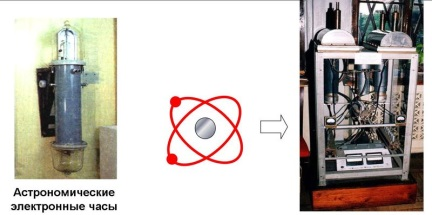 Астрономические
электронные часы